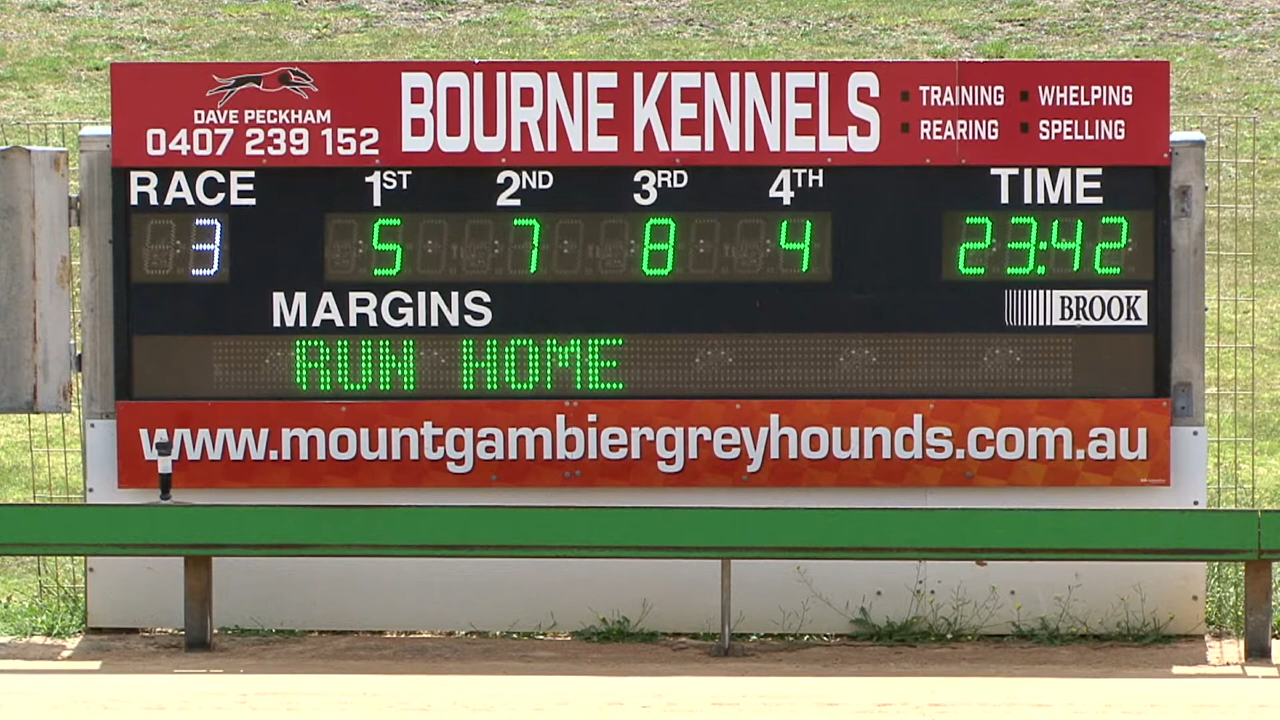 DAVE PECKHAM
0407 239 152
BOURNE KENNELS
TRAINING WHELPING
REARING SPELLING
RACE 1ST 2ND 3RD 4TH TIME
3 5 7 8 4 23:42
MARGINS
BROOK
RUN HOME
www.mountgambiergreyhounds.com.au